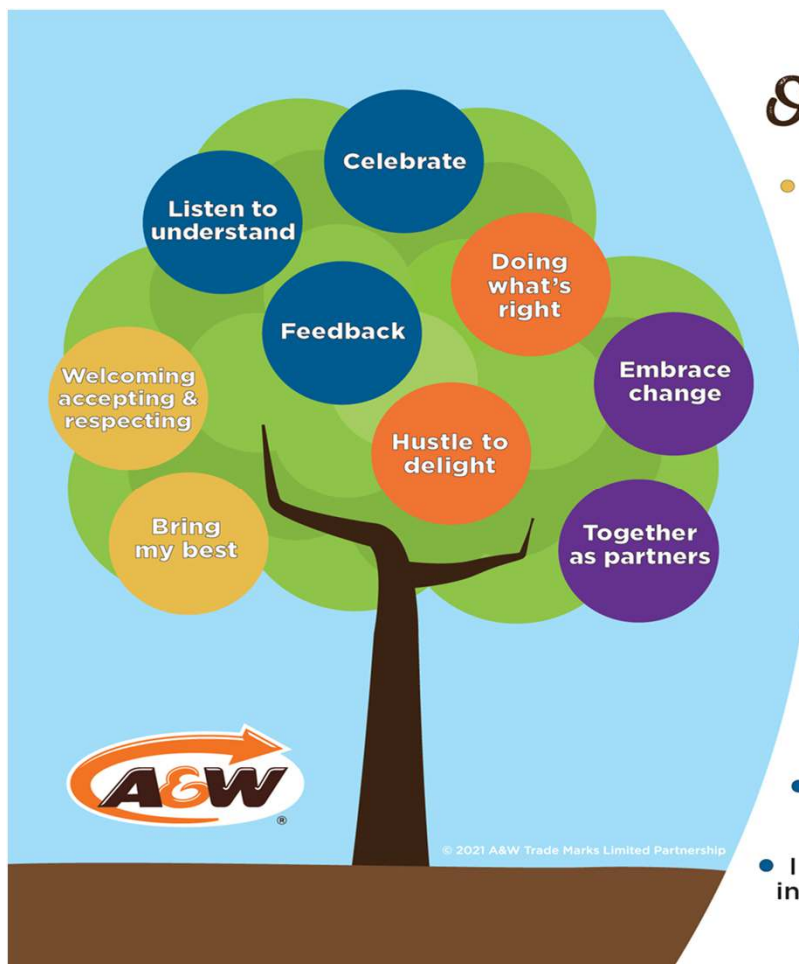 Celebrate
Listen to
understand
Doing
what's
right
Feedback
Embrace
change
Welcoming
accepting &
respecting
Hustle to
delight
Bring
my best
Together
as partners
A&W
®
© 2021 A&W Trade Marks Limited Partnership
I
in